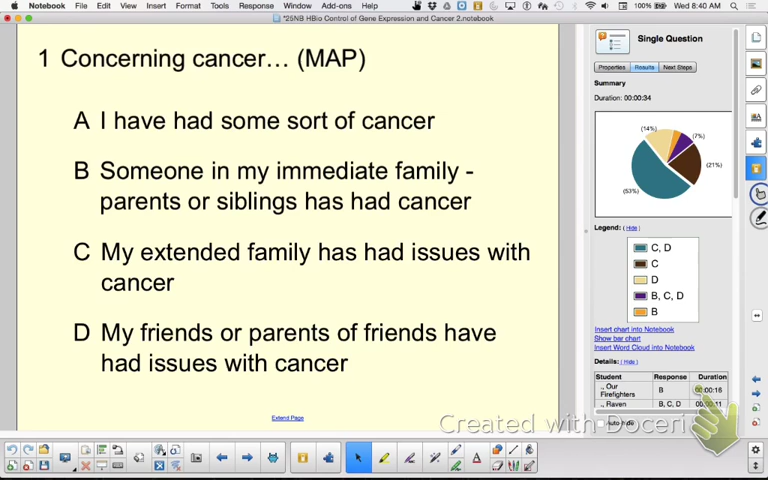 Notebook File Edit View Insert Format Tools Response Window Add-ons Help 100% Wed 8:40 AM
*25NB HBio Control of Gene Expression and Cancer 2.notebook
1 Concerning cancer... (MAP)
A I have had some sort of cancer
B Someone in my immediate family -
parents or siblings has had cancer
C My extended family has had issues with
cancer
D My friends or parents of friends have
had issues with cancer
Extend Page
Single Question
Properties Results Next Steps
Summary
Duration: 00:00:34
(14%)
(7%)
(21%)
(53%)
Legend: (Hide)
C, D
C
D
B, C, D
B
Insert chart into Notebook
Show bar chart
Insert Word Cloud into Notebook
Details: (Hide)
Student Response Duration
., Our
Firefighters B 00:00:16
., Raven B, C, D
Auto-hide
Created with Doceri